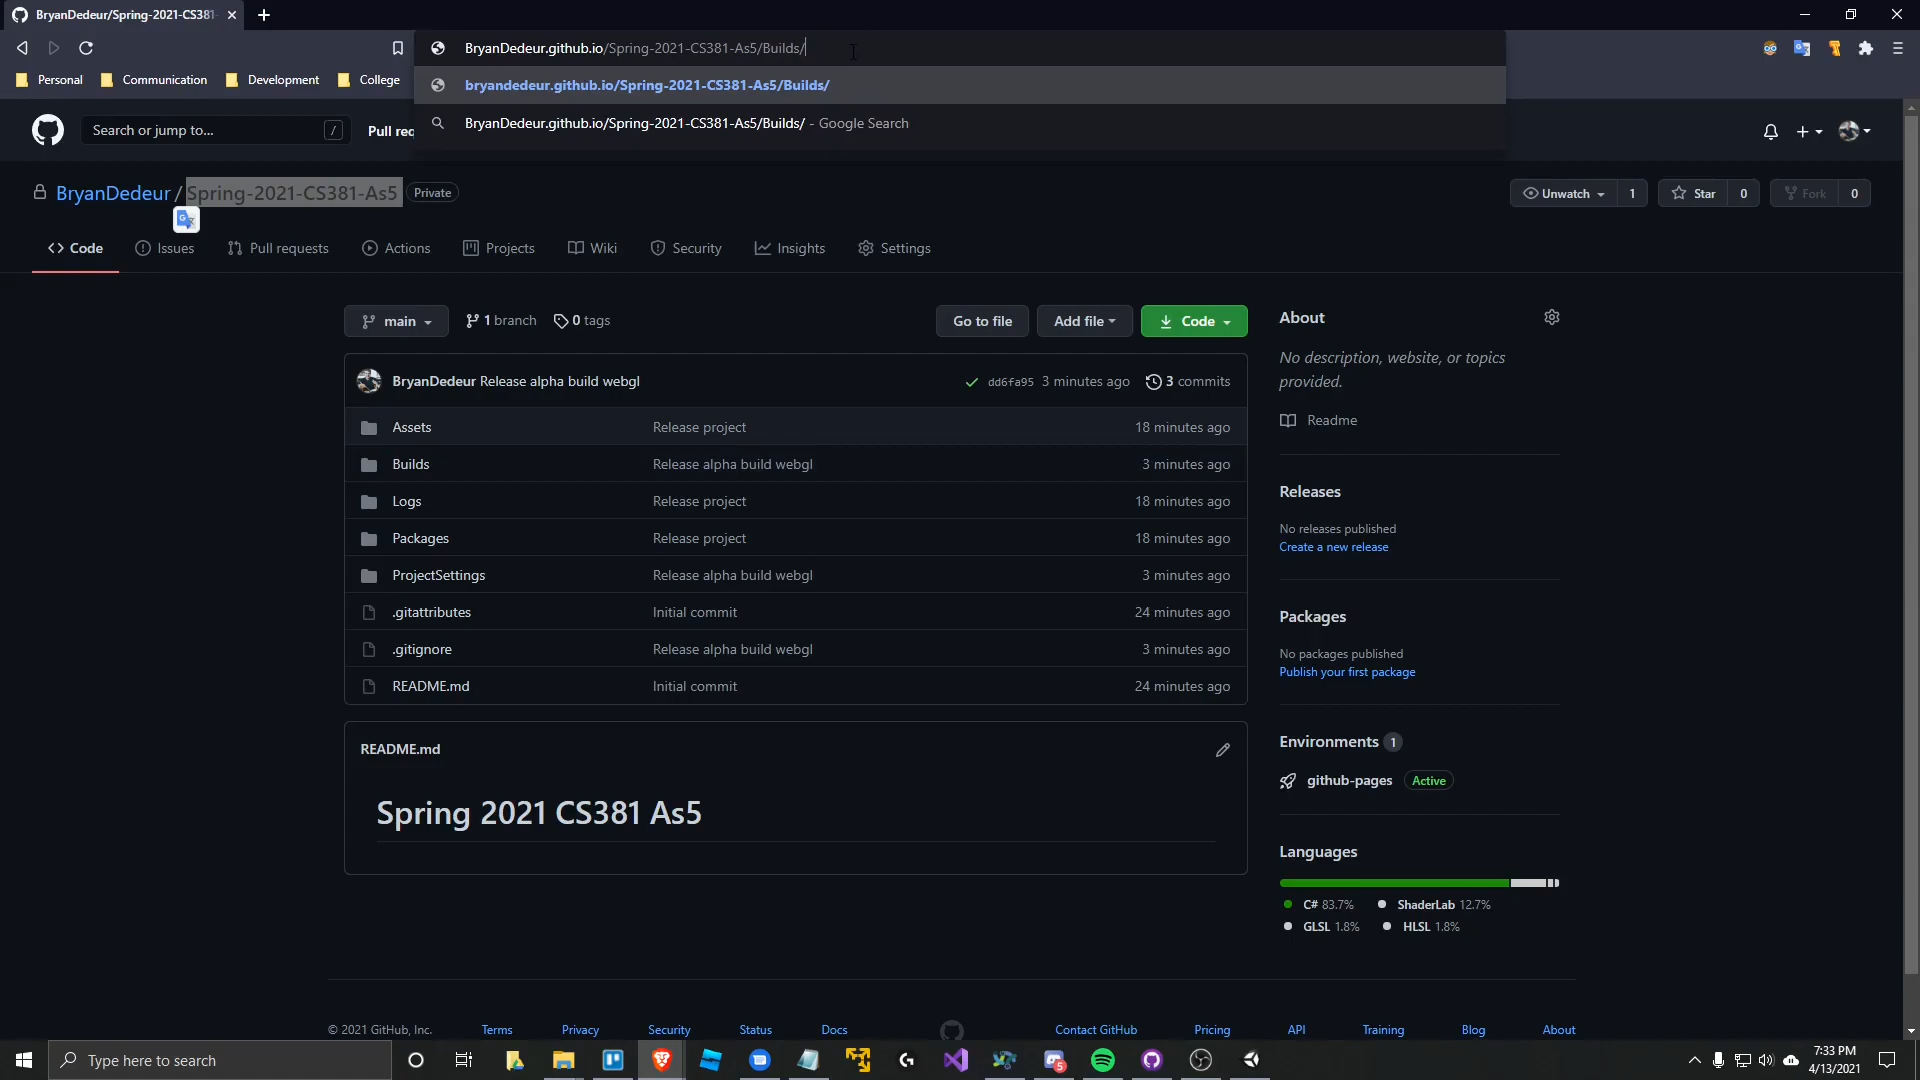 BryanDedeur/Spring-2021-CS381-
BryanDedeur.github.io/Spring-2021-CS381-As5/Builds/
Personal
Communication
Development
College
bryandedeur.github.io/Spring-2021-CS381-As5/Builds/
BryanDedeur.github.io/Spring-2021-CS381-As5/Builds/ - Google Search
Search or jump to...
/
Pull req
BryanDedeur / Spring-2021-CS381-As5
Private
Unwatch
1
Star
0
Fork
0
Code
Issues
Pull requests
Actions
Projects
Wiki
Security
Insights
Settings
main
1 branch
0 tags
Go to file
Add file
Code
BryanDedeur Release alpha build webgl
dd6fa95 3 minutes ago
3 commits
Assets
Release project
18 minutes ago
Builds
Release alpha build webgl
3 minutes ago
Logs
Release project
18 minutes ago
Packages
Release project
18 minutes ago
ProjectSettings
Release alpha build webgl
3 minutes ago
.gitattributes
Initial commit
24 minutes ago
.gitignore
Release alpha build webgl
3 minutes ago
README.md
Initial commit
24 minutes ago
README.md
Spring 2021 CS381 As5
About
No description, website, or topics
provided.
Readme
Releases
No releases published
Create a new release
Packages
No packages published
Publish your first package
Environments 1
github-pages
Active
Languages
C# 83.7%
ShaderLab 12.7%
GLSL 1.8%
HLSL 1.8%
© 2021 GitHub, Inc.
Terms
Privacy
Security
Status
Docs
Contact GitHub
Pricing
API
Training
Blog
About
Type here to search
5
7:33 PM
4/13/2021